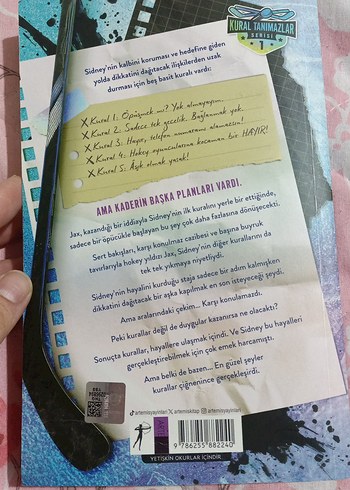 KURAL TANIMAZLAR
SERİSİ
1
Sidney'nin kalbini koruması ve hedefine giden
yolda dikkatini dağıtacak ilişkilerden uzak
durması için beş basit kuralı vardı:
X Kural 1: Öpüşmek mi? Yok almayayım.
X Kural 2: Sadece tek gecelik. Bağlanmak yok.
X Kural 3: Hayır, telefon numaramı alamazsın!
X Kural 4: Hokey oyuncularına kocaman bir HAYIR!
X Kural 5: Âşık olmak yasak!
AMA KADERİN BAŞKA PLANLARI VARDI.
Jax, kazandığı bir iddiayla Sidney'nin ilk kuralını yerle bir ettiğinde,
sadece bir öpücükle başlayan bu şey çok daha fazlasına dönüşecekti.
Sert bakışları, karşı konulmaz cazibesi ve başına buyruk
tavırlarıyla hokey yıldızı Jax, Sidney'nin diğer kurallarını da
tek tek yıkmaya niyetliydi.
Sidney'nin hayalini kurduğu staja sadece bir adım kalmışken
dikkatini dağıtacak bir aşka kapılmak en son isteyeceği şeydi.
Ama aralarındaki çekim... Karşı konulamazdı.
Peki kurallar değil de duygular kazanırsa ne olacaktı?
Sonuçta kurallar, hayallere ulaşmak içindi. Ve Sidney bu hayalleri
gerçekleştirebilmek için çok emek harcamıştı.
Ama belki de bazen... En güzel şeyler
kurallar çiğnenince gerçekleşirdi.
artemisyayinlari artemiskitap artemisyayinlari
9 786255 882240
YETİŞKİN OKURLAR İÇİNDİR.